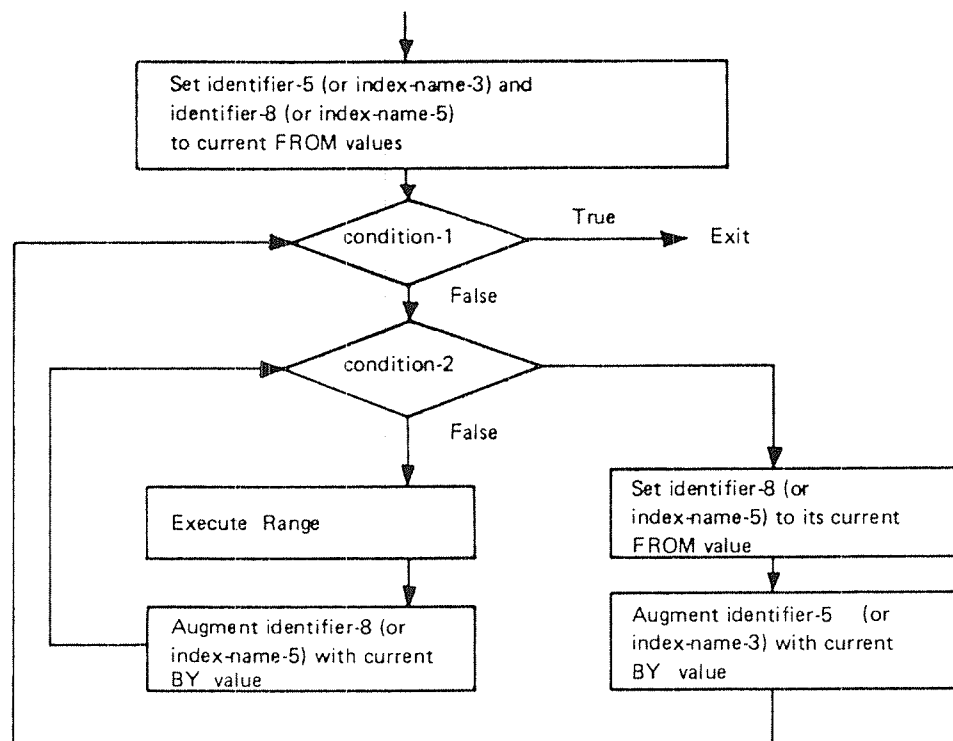 Set identifier-5 (or index-name-3) and
identifier-8 (or index-name-5)
to current FROM values
condition-1
True
Exit
False
condition-2
False
Execute Range
Augment identifier-8 (or
index-name-5) with current
BY value
Set identifier-8 (or
index-name-5) to its current
FROM value
Augment identifier-5 (or
index-name-3) with current
BY value